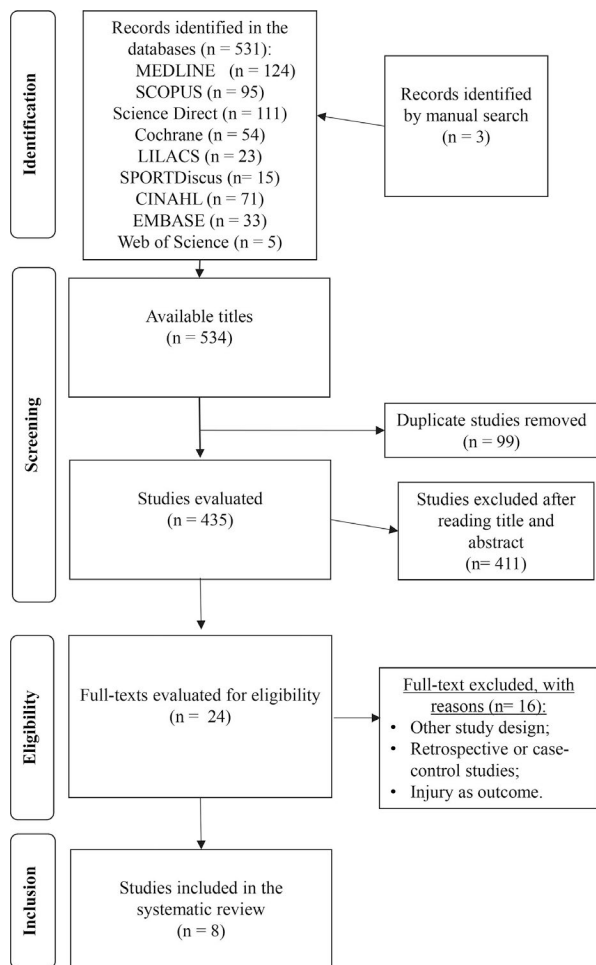 Identification
Records identified in the
databases (n = 531):
MEDLINE (n = 124)
SCOPUS (n = 95)
Science Direct (n = 111)
Cochrane (n = 54)
LILACS (n = 23)
SPORTDiscus (n= 15)
CINAHL (n = 71)
EMBASE (n = 33)
Web of Science (n = 5)
Records identified
by manual search
(n = 3)
Screening
Available titles
(n = 534)
Duplicate studies removed
(n = 99)
Studies evaluated
(n = 435)
Studies excluded after
reading title and
abstract
(n= 411)
Eligibility
Full-texts evaluated for eligibility
(n = 24)
Full-text excluded, with
reasons (n= 16):
• Other study design;
• Retrospective or case-
control studies;
• Injury as outcome.
Inclusion
Studies included in the
systematic review
(n = 8)